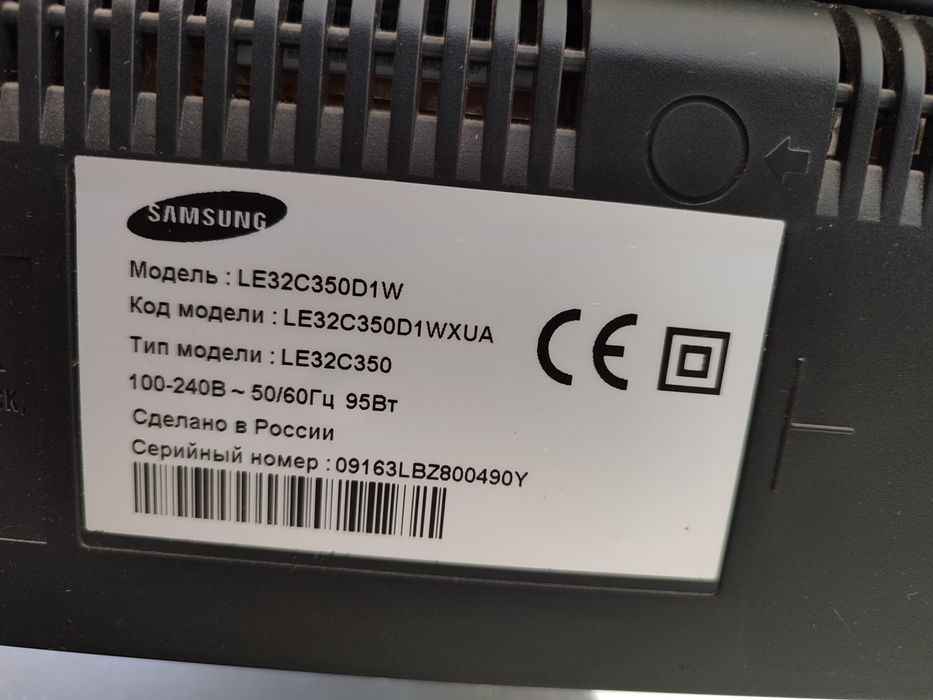 SAMSUNG
Модель : LE32C350D1W
Код модели : LE32C350D1WXUA
Тип модели : LE32C350
100-240В ~ 50/60Гц 95Вт
Сделано в России
Серийный номер : 09163LBZ800490Y
CE